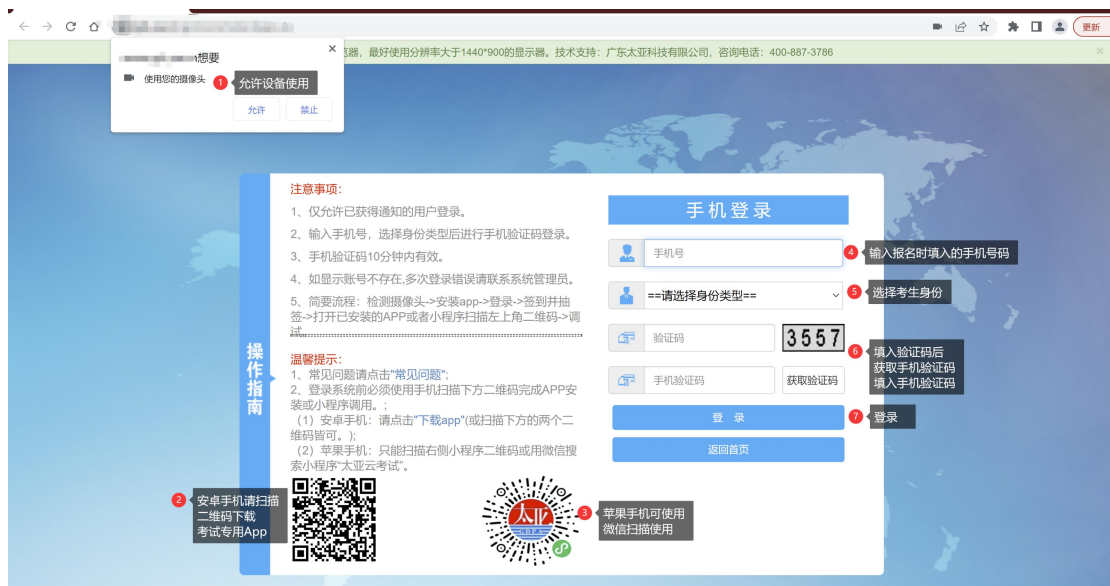 更新
览器，最好使用分辨率大于1440*900的显示器。技术支持：广东太亚科技有限公司，咨询电话：400-887-3786
想要
使用您的摄像头
1 允许设备使用
允许 禁止
操作指南
注意事项：
1、仅允许已获得通知的用户登录。
2、输入手机号，选择身份类型后进行手机验证码登录。
3、手机验证码10分钟内有效。
4、如显示账号不存在,多次登录错误请联系系统管理员。
5、简要流程：检测摄像头->安装app->登录->签到并抽
签->打开已安装的APP或者小程序扫描左上角二维码->调
试
温馨提示：
1、常见问题请点击"常见问题";
2、登录系统前必须使用手机扫描下方二维码完成APP安
装或小程序调用。;
（1）安卓手机：请点击"下载app"(或扫描下方的两个二
维码皆可。);
（2）苹果手机：只能扫描右侧小程序二维码或用微信搜
索小程序"太亚云考试"。
2 安卓手机请扫描
二维码下载
考试专用App
太亚
3 苹果手机可使用
微信扫描使用
手机登录
手机号
4 输入报名时填入的手机号码
==请选择身份类型==
5 选择考生身份
验证码 3557
6 填入验证码后
获取手机验证码
填入手机验证码
手机验证码 获取验证码
登 录
7 登录
返回首页